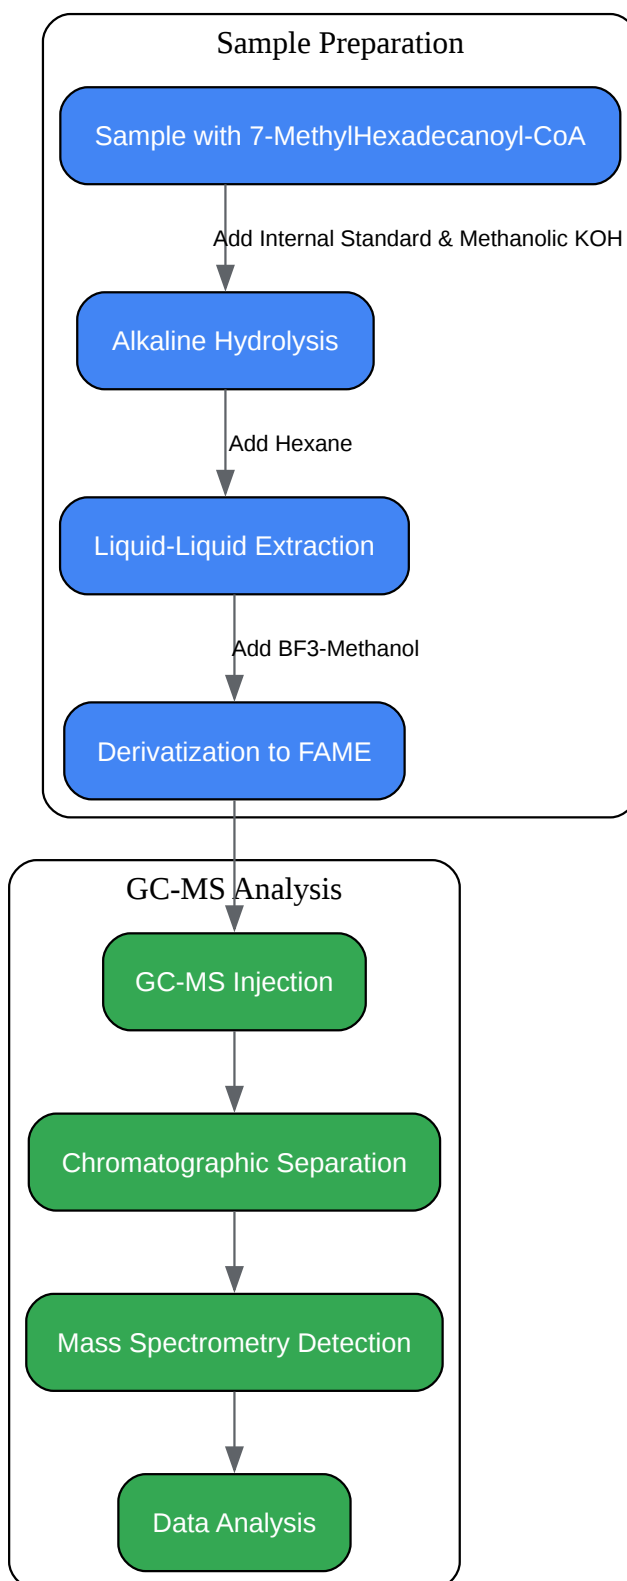 Sample Preparation
Sample with 7-MethylHexadecanoyl-CoA
Add Internal Standard & Methanolic KOH
Alkaline Hydrolysis
Add Hexane
Liquid-Liquid Extraction
Add BF3-Methanol
Derivatization to FAME
GC-MS Analysis
GC-MS Injection
Chromatographic Separation
Mass Spectrometry Detection
Data Analysis